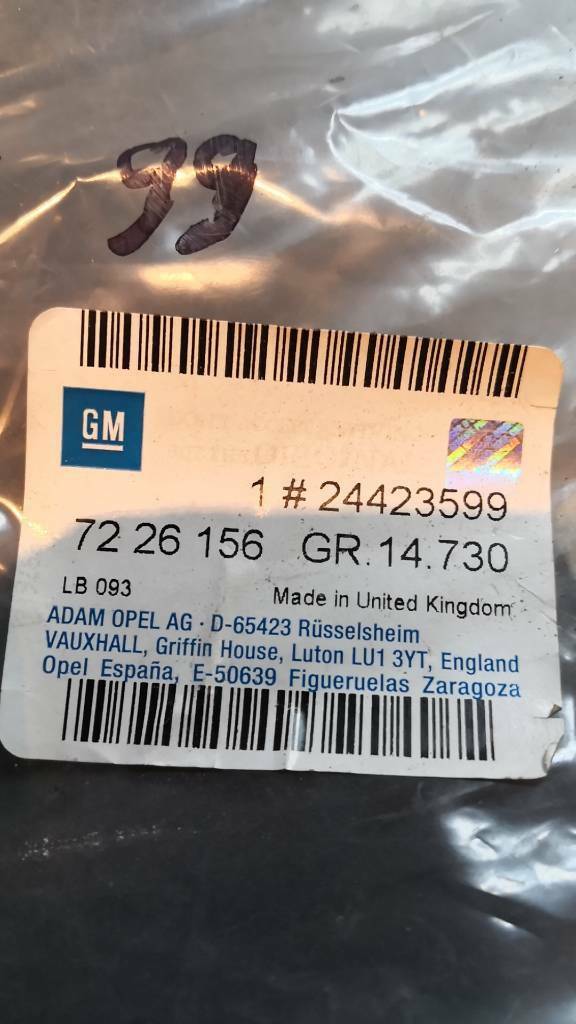 99
GM
1 # 24423599
72 26 156 GR.14.730
LB 093 Made in United Kingdom
ADAM OPEL AG · D-65423 Rüsselsheim
VAUXHALL, Griffin House, Luton LU1 3YT, England
Opel España, E-50639 Figueruelas Zaragoza